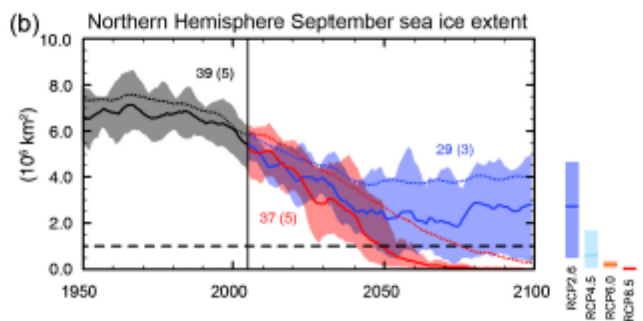 (b) Northern Hemisphere September sea ice extent
10.0
8.0
6.0
4.0
2.0
0.0
(10⁶ km²)
39 (5)
29 (3)
37 (5)
1950 2000 2050 2100
RCP2.6
RCP4.5
RCP6.0
RCP8.5